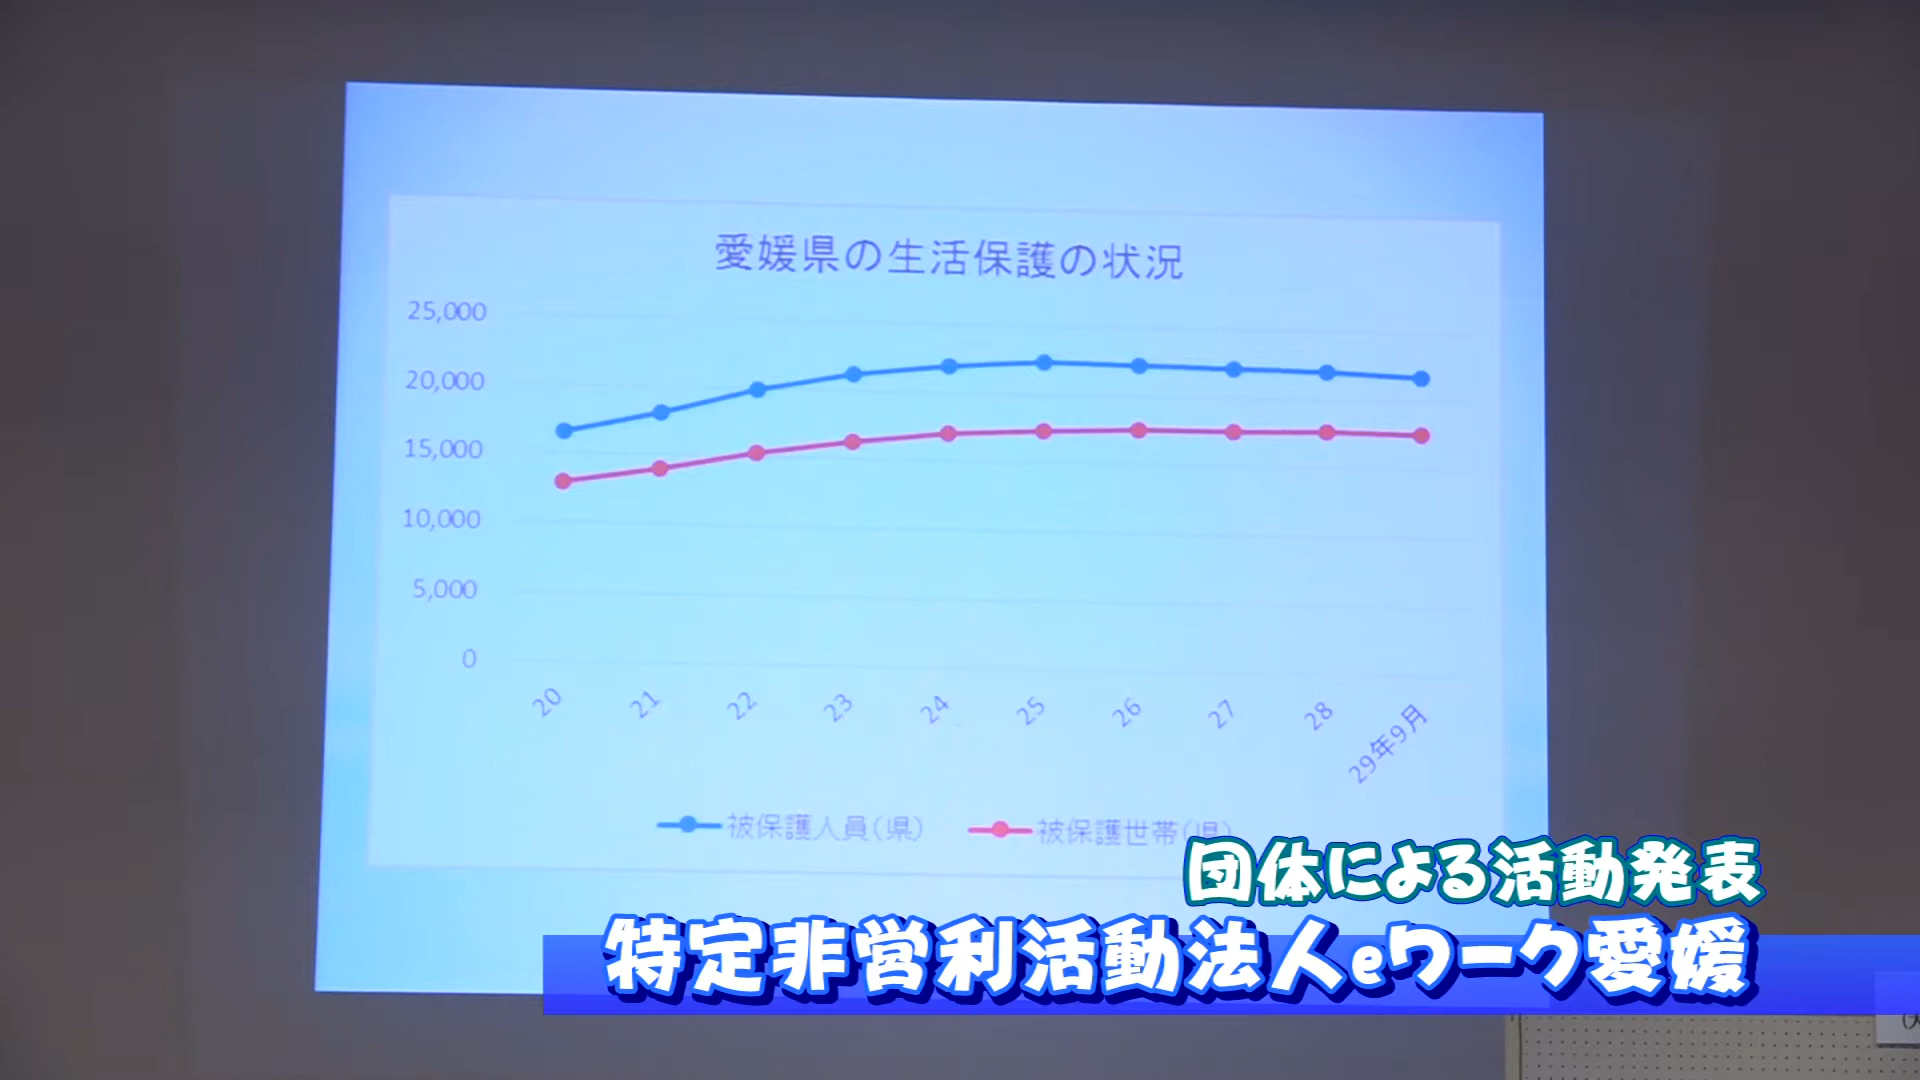 愛媛県の生活保護の状況
25,000
20,000
15,000
10,000
5,000
0
20 21 22 23 24 25 26 27 28 29年9月
被保護人員(県) 被保護世帯(県)
団体による活動発表
特定非営利活動法人eワーク愛媛